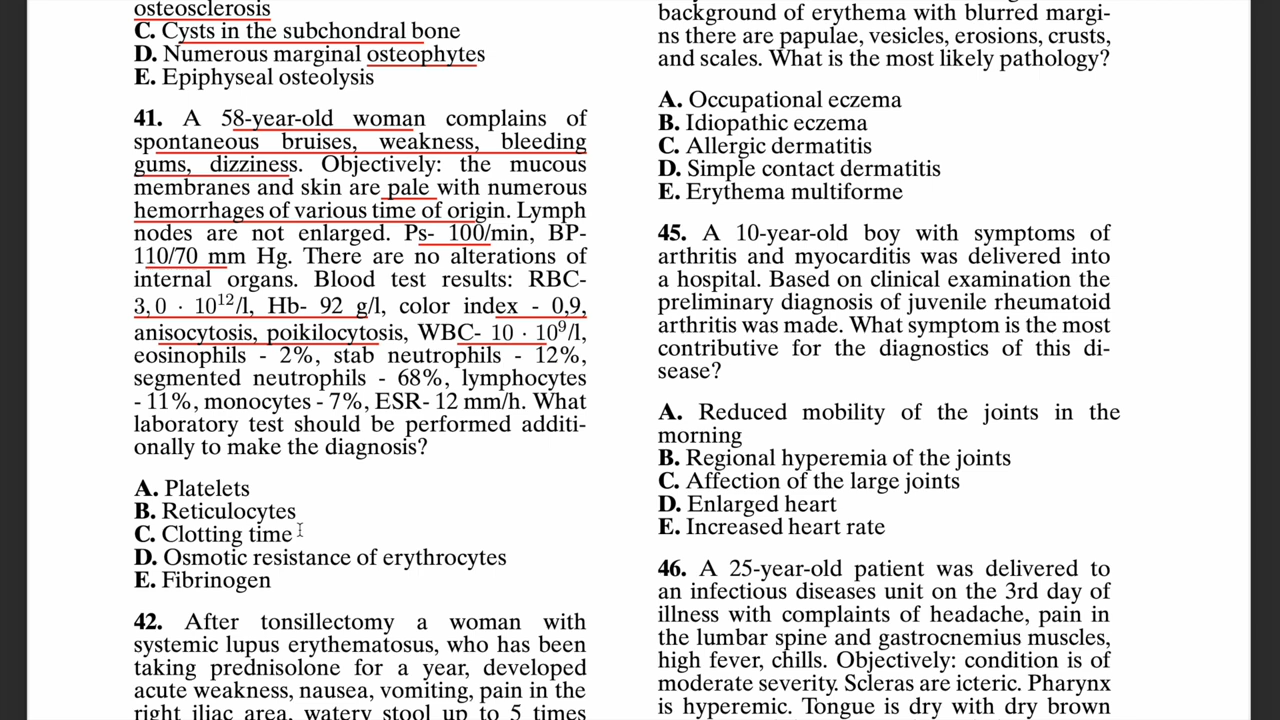 osteosclerosis
C. Cysts in the subchondral bone
D. Numerous marginal osteophytes
E. Epiphyseal osteolysis
41. A 58-year-old woman complains of
spontaneous bruises, weakness, bleeding
gums, dizziness. Objectively: the mucous
membranes and skin are pale with numerous
hemorrhages of various time of origin. Lymph
nodes are not enlarged. Ps- 100/min, BP-
110/70 mm Hg. There are no alterations of
internal organs. Blood test results: RBC-
3,0 · 10¹²/l, Hb- 92 g/l, color index - 0,9,
anisocytosis, poikilocytosis, WBC- 10 · 10⁹/l,
eosinophils - 2%, stab neutrophils - 12%,
segmented neutrophils - 68%, lymphocytes
- 11%, monocytes - 7%, ESR- 12 mm/h. What
laboratory test should be performed additi-
onally to make the diagnosis?
A. Platelets
B. Reticulocytes
C. Clotting time
D. Osmotic resistance of erythrocytes
E. Fibrinogen
42. After tonsillectomy a woman with
systemic lupus erythematosus, who has been
taking prednisolone for a year, developed
acute weakness, nausea, vomiting, pain in the
right iliac area, watery stool up to 5 times
background of erythema with blurred margi-
ns there are papulae, vesicles, erosions, crusts,
and scales. What is the most likely pathology?
A. Occupational eczema
B. Idiopathic eczema
C. Allergic dermatitis
D. Simple contact dermatitis
E. Erythema multiforme
45. A 10-year-old boy with symptoms of
arthritis and myocarditis was delivered into
a hospital. Based on clinical examination the
preliminary diagnosis of juvenile rheumatoid
arthritis was made. What symptom is the most
contributive for the diagnostics of this di-
sease?
A. Reduced mobility of the joints in the
morning
B. Regional hyperemia of the joints
C. Affection of the large joints
D. Enlarged heart
E. Increased heart rate
46. A 25-year-old patient was delivered to
an infectious diseases unit on the 3rd day of
illness with complaints of headache, pain in
the lumbar spine and gastrocnemius muscles,
high fever, chills. Objectively: condition is of
moderate severity. Scleras are icteric. Pharynx
is hyperemic. Tongue is dry with dry brown